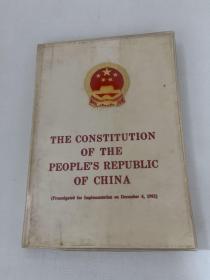 THE CONSTITUTION
OF THE
PEOPLE'S REPUBLIC
OF CHINA
(Promulgated for Implementation on December 4, 1982)